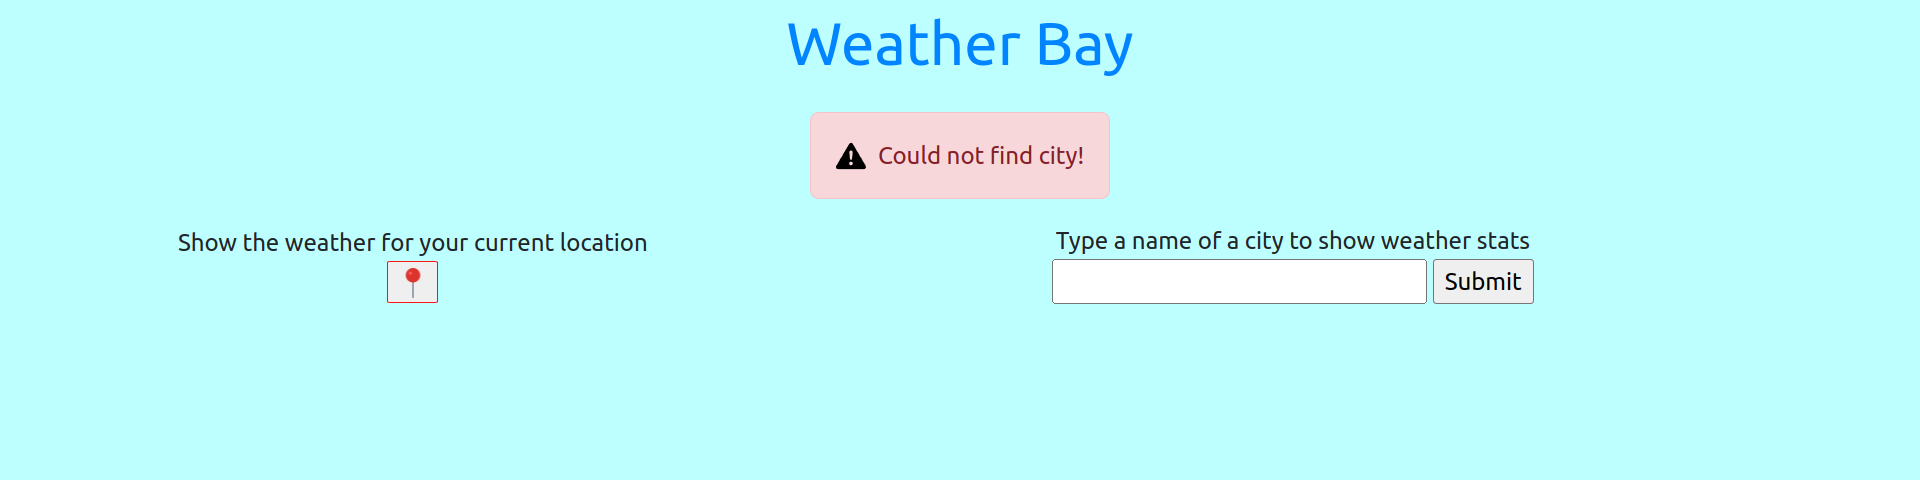 Weather Bay
Could not find city!
Show the weather for your current location
Type a name of a city to show weather stats
Submit